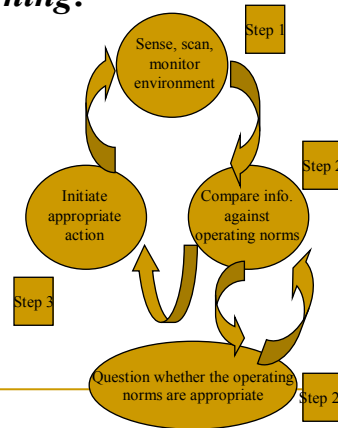 ning:
Sense, scan,
monitor
environment
Step 1
Initiate
appropriate
action
Compare info.
against
operating norms
Step 2
Step 3
Question whether the operating
norms are appropriate
Step 2